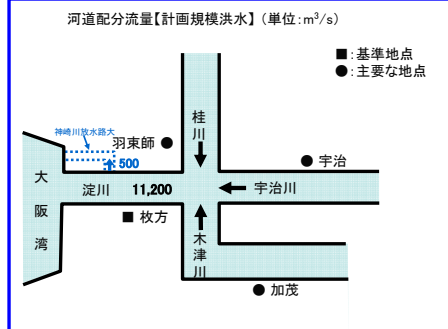 河道配分流量【計画規模洪水】(単位:m³/s)
■:基準地点
●:主要な地点
神崎川放水路大
羽束師 ●
桂川
500
● 宇治
大阪湾
淀川 11,200
宇治川
■ 枚方
木津川
● 加茂